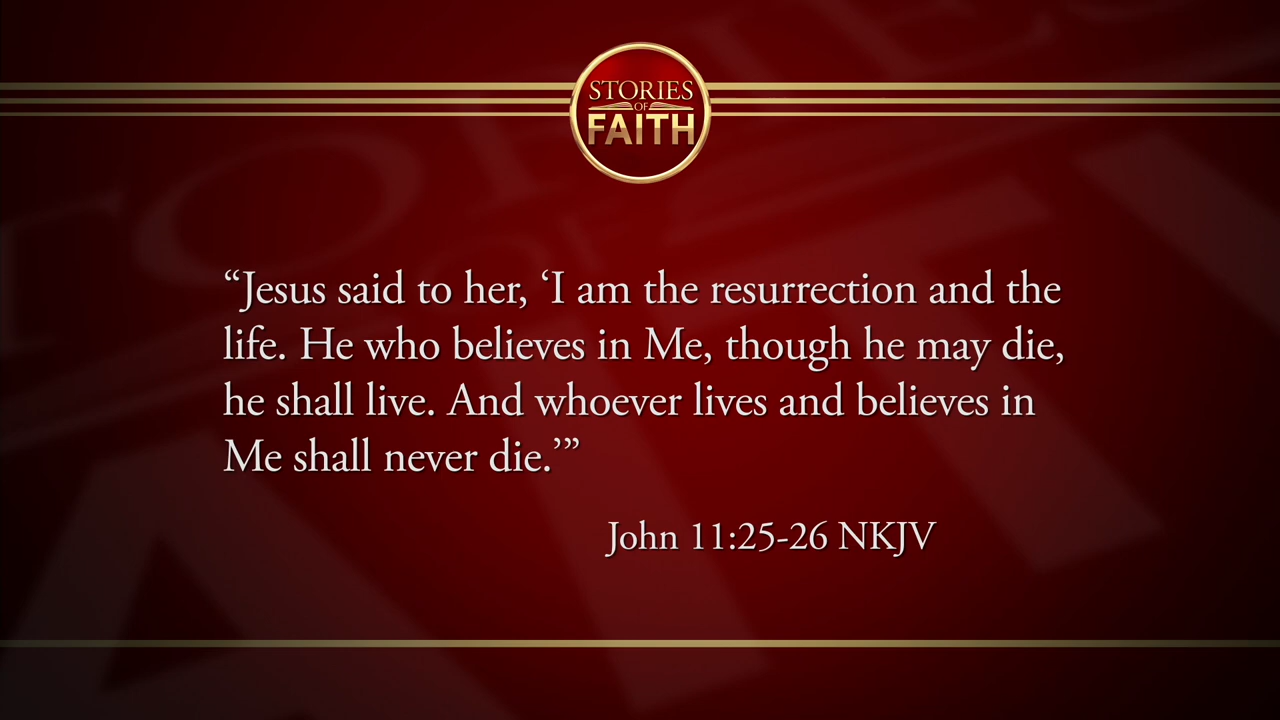 STORIES
OF
FAITH
“Jesus said to her, ‘I am the resurrection and the
life. He who believes in Me, though he may die,
he shall live. And whoever lives and believes in
Me shall never die.’”
John 11:25-26 NKJV